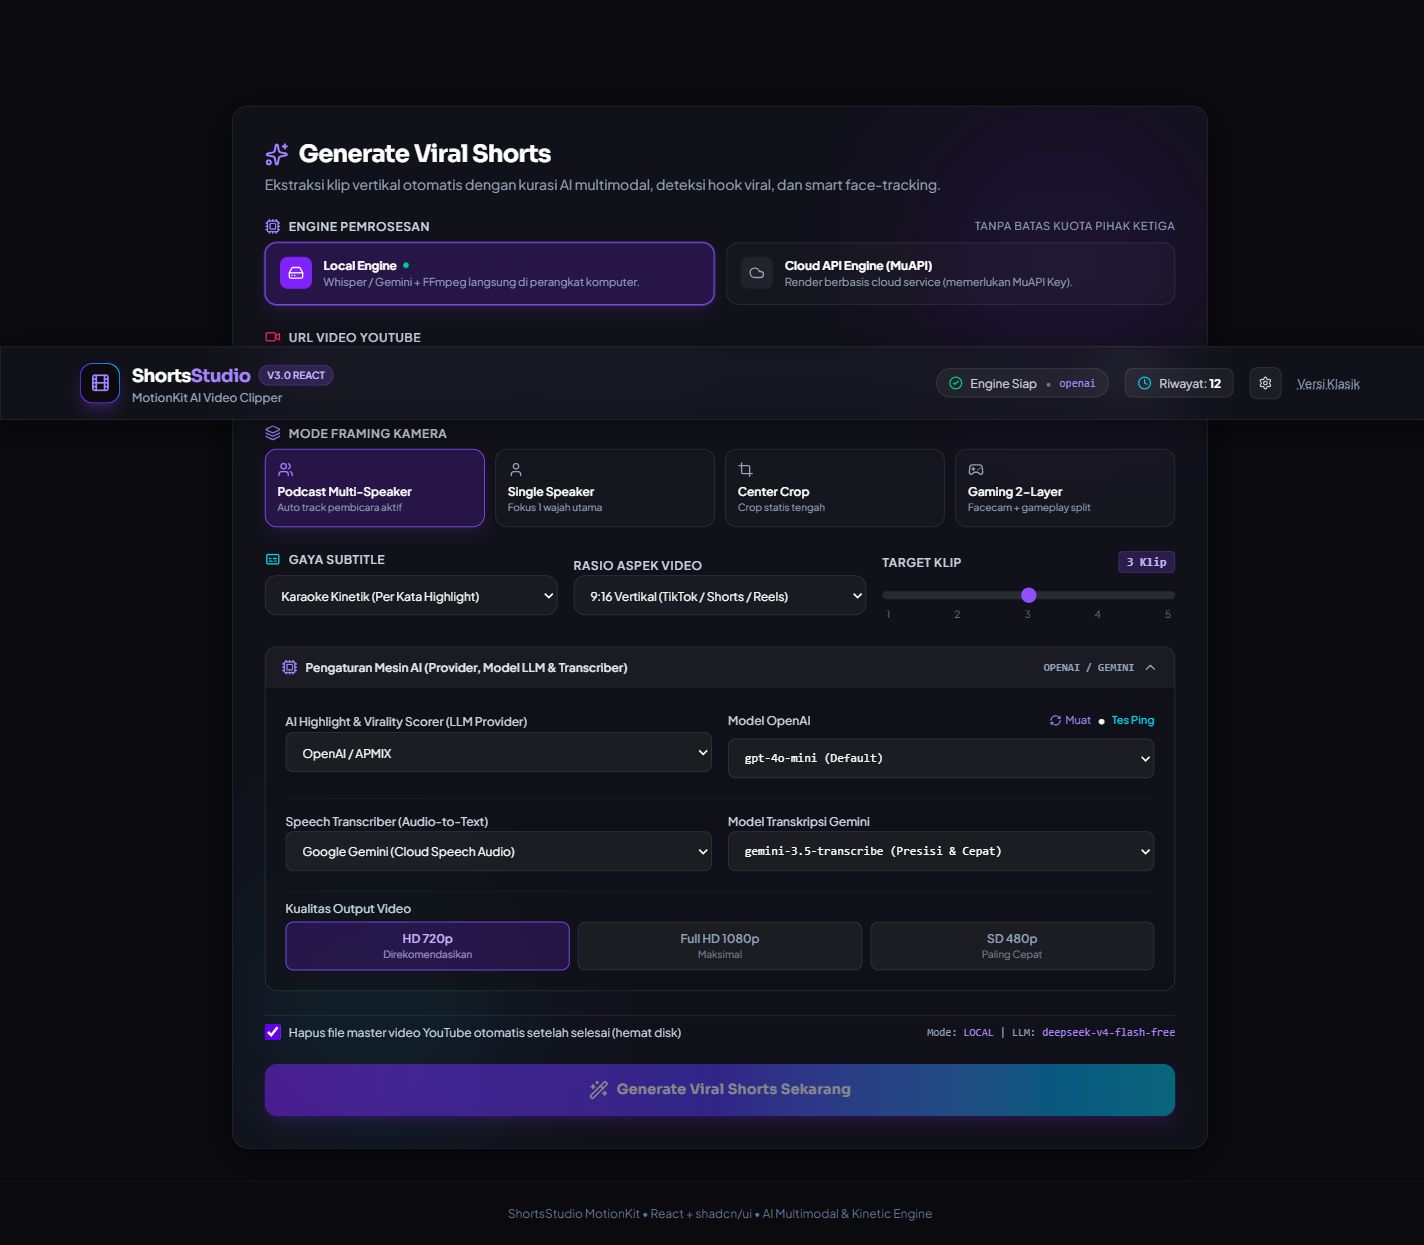 Generate Viral Shorts
Ekstraksi klip vertikal otomatis dengan kurasi AI multimodal, deteksi hook viral, dan smart face-tracking.
ENGINE PEMROSESAN
TANPA BATAS KUOTA PIHAK KETIGA
Local Engine
Whisper / Gemini + FFmpeg langsung di perangkat komputer.
Cloud API Engine (MuAPI)
Render berbasis cloud service (memerlukan MuAPI Key).
URL VIDEO YOUTUBE
ShortsStudio V3.0 REACT
MotionKit AI Video Clipper
Engine Siap • openai
Riwayat: 12
Versi Klasik
MODE FRAMING KAMERA
Podcast Multi-Speaker
Auto track pembicara aktif
Single Speaker
Fokus 1 wajah utama
Center Crop
Crop statis tengah
Gaming 2-Layer
Facecam + gameplay split
GAYA SUBTITLE
Karaoke Kinetik (Per Kata Highlight)
RASIO ASPEK VIDEO
9:16 Vertikal (TikTok / Shorts / Reels)
TARGET KLIP
3 Klip
1 2 3 4 5
Pengaturan Mesin AI (Provider, Model LLM & Transcriber)
OPENAI / GEMINI
AI Highlight & Virality Scorer (LLM Provider)
OpenAI / APMIX
Model OpenAI
Muat • Tes Ping
gpt-4o-mini (Default)
Speech Transcriber (Audio-to-Text)
Google Gemini (Cloud Speech Audio)
Model Transkripsi Gemini
gemini-3.5-transcribe (Presisi & Cepat)
Kualitas Output Video
HD 720p
Direkomendasikan
Full HD 1080p
Maksimal
SD 480p
Paling Cepat
Hapus file master video YouTube otomatis setelah selesai (hemat disk)
Mode: LOCAL | LLM: deepseek-v4-flash-free
Generate Viral Shorts Sekarang
ShortsStudio MotionKit • React + shadcn/ui • AI Multimodal & Kinetic Engine